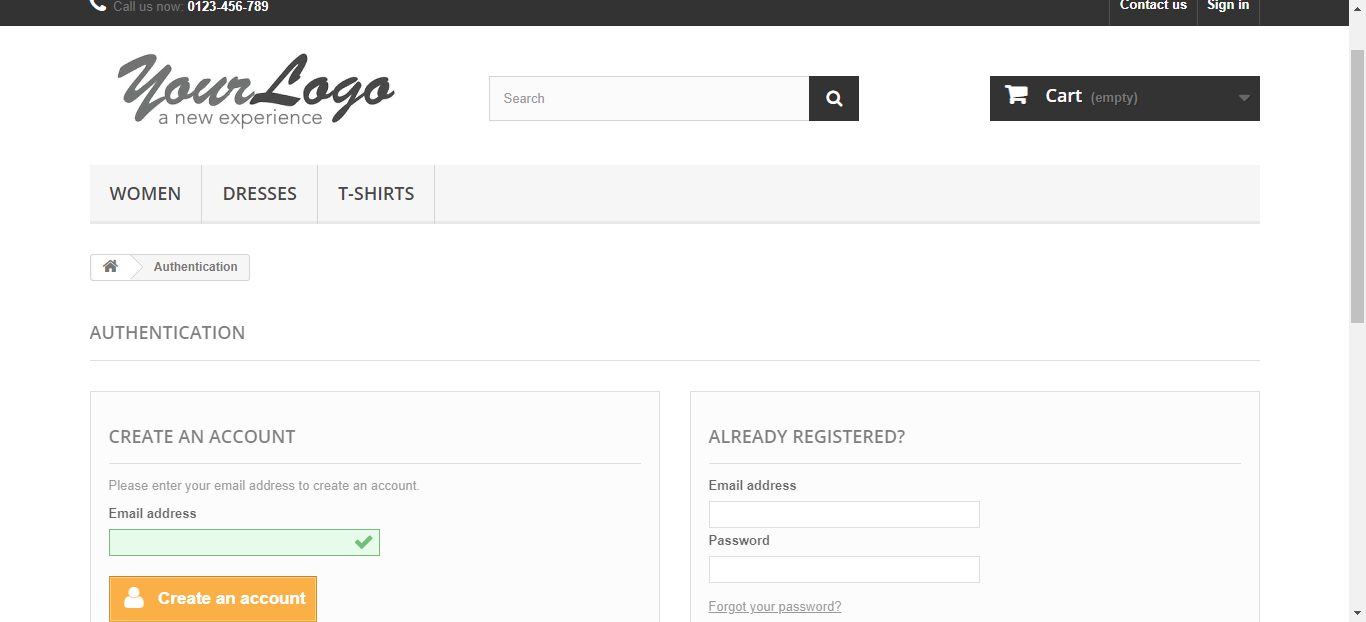 Call us now: 0123-456-789
Contact us
Sign in
YourLogo
a new experience
Search
Cart (empty)
WOMEN
DRESSES
T-SHIRTS
Authentication
AUTHENTICATION
CREATE AN ACCOUNT
Please enter your email address to create an account.
Email address
Create an account
ALREADY REGISTERED?
Email address
Password
Forgot your password?